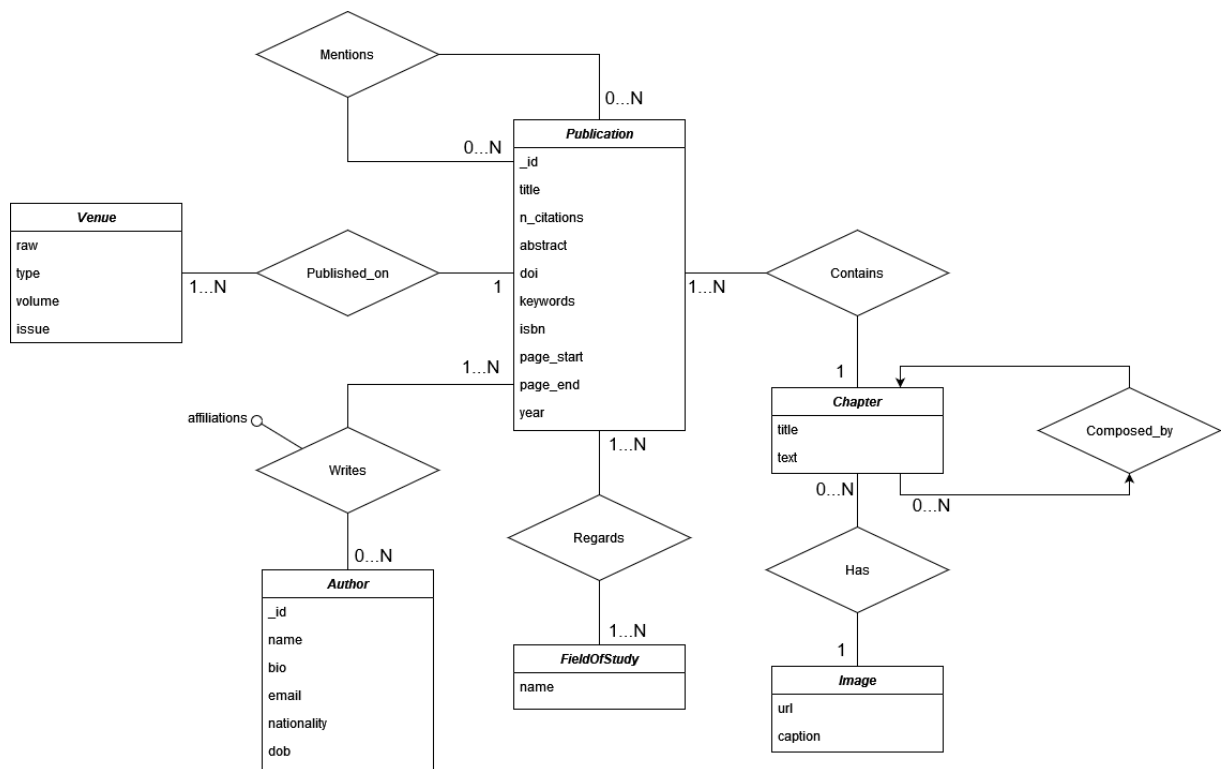 Mentions
0...N
0...N
Publication
_id
title
n_citations
abstract
doi
keywords
isbn
page_start
page_end
year
Venue
raw
type
volume
issue
1...N
Published_on
1
1...N
Contains
1
Chapter
title
text
Composed_by
0...N
0...N
1...N
affiliations
Writes
0...N
Author
_id
name
bio
email
nationality
dob
1...N
Regards
1...N
FieldOfStudy
name
Has
1
Image
url
caption